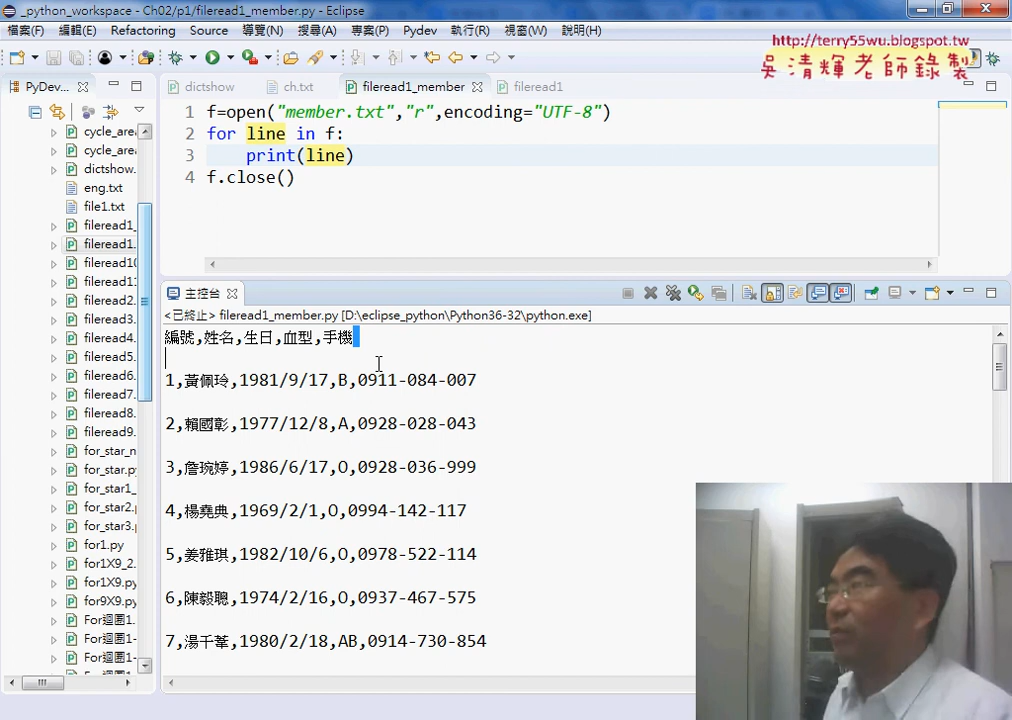 _python_workspace - Ch02/p1/fileread1_member.py - Eclipse
檔案(F) 編輯(E) Refactoring Source 導覽(N) 搜尋(A) 專案(P) Pydev 執行(R) 視窗(W) 說明(H)
http://terry55wu.blogspot.tw
吳清輝老師錄製
PyDev...
dictshow
ch.txt
fileread1_member
fileread1
1 f=open("member.txt","r",encoding="UTF-8")
2 for line in f:
3 print(line)
4 f.close()
cycle_area
cycle_area
dictshow.
eng.txt
file1.txt
fileread1_
fileread1.
fileread10
fileread11
fileread2.
fileread3.
fileread4.
fileread5.
fileread6.
fileread7.
fileread8.
fileread9.
for_star_n
for_star.py
for_star1_
for_star2.
for_star3.
for1.py
for1X9_2.
for1X9.py
for9X9.py
For迴圈1.
For迴圈1-
For迴圈1-
主控台
<已終止> fileread1_member.py [D:\eclipse_python\Python36-32\python.exe]
編號,姓名,生日,血型,手機
1,黃佩玲,1981/9/17,B,0911-084-007
2,賴國彰,1977/12/8,A,0928-028-043
3,詹琬婷,1986/6/17,O,0928-036-999
4,楊堯典,1969/2/1,O,0994-142-117
5,姜雅琪,1982/10/6,O,0978-522-114
6,陳毅聰,1974/2/16,O,0937-467-575
7,湯千峯,1980/2/18,AB,0914-730-854